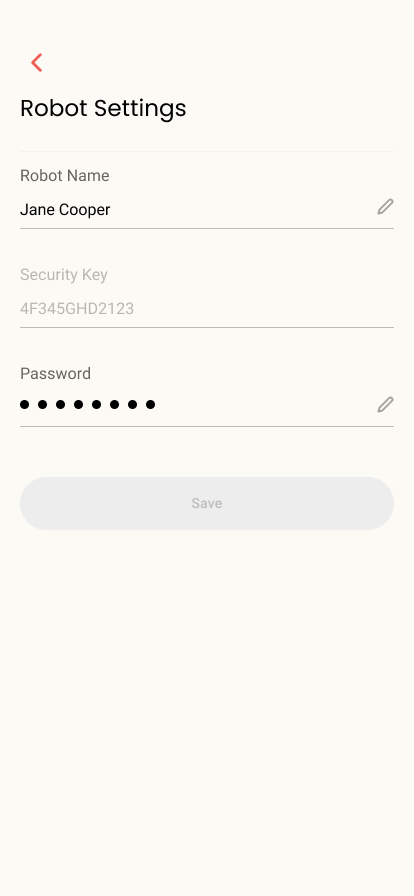 Robot Settings
Robot Name
Jane Cooper
Security Key
4F345GHD2123
Password
Save